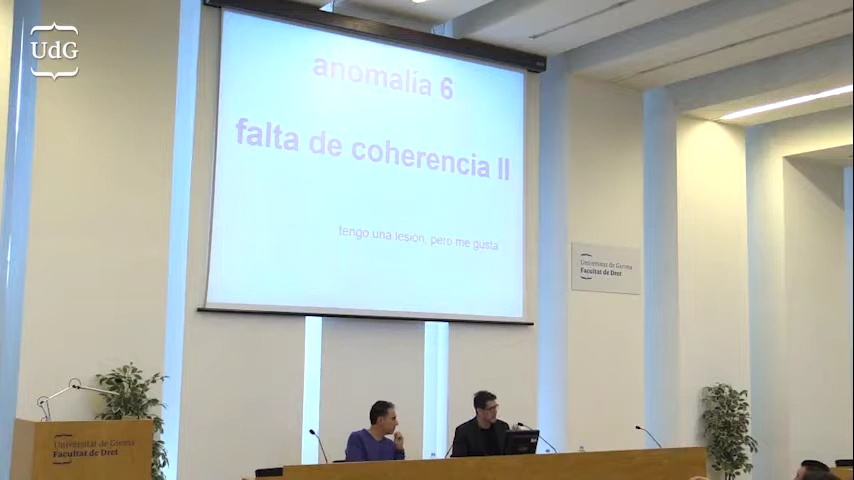 UdG
anomalía 6
falta de coherencia II
tengo una lesión, pero me gusta
Universitat de Girona
Facultat de Dret
Universitat de Girona
Facultat de Dret